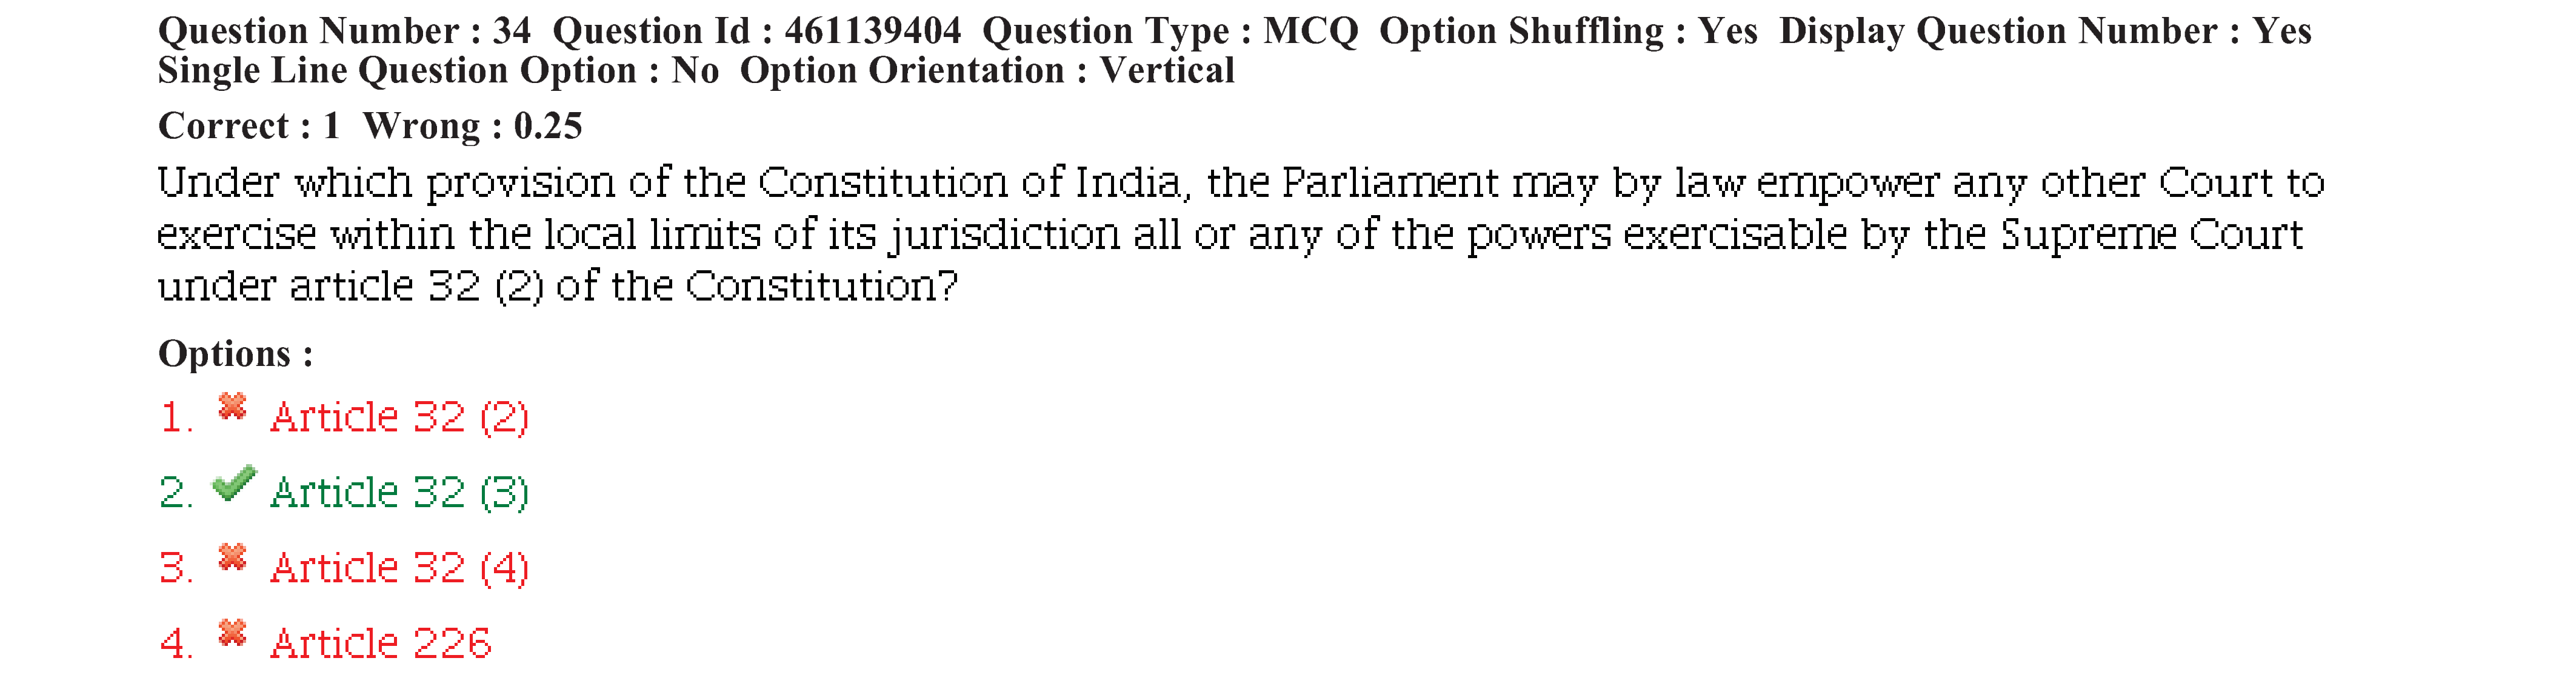 Question Number : 34 Question Id : 461139404 Question Type : MCQ Option Shuffling : Yes Display Question Number : Yes
Single Line Question Option : No Option Orientation : Vertical
Correct : 1 Wrong : 0.25
Under which provision of the Constitution of India, the Parliament may by law empower any other Court to
exercise within the local limits of its jurisdiction all or any of the powers exercisable by the Supreme Court
under article 32 (2) of the Constitution?
Options :
1. Article 32 (2)
2. Article 32 (3)
3. Article 32 (4)
4. Article 226